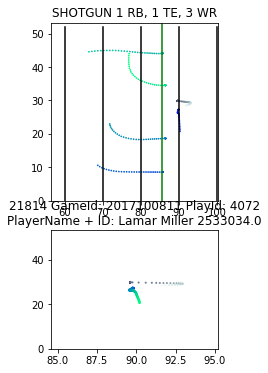 SHOTGUN 1 RB, 1 TE, 3 WR
50
40
30
20
10
0
60 70 80 90 100
21814 GameId: 2017100811 PlayId: 4072
PlayerName + ID: Lamar Miller 2533034.0
40
20
0
85.0 87.5 90.0 92.5 95.0